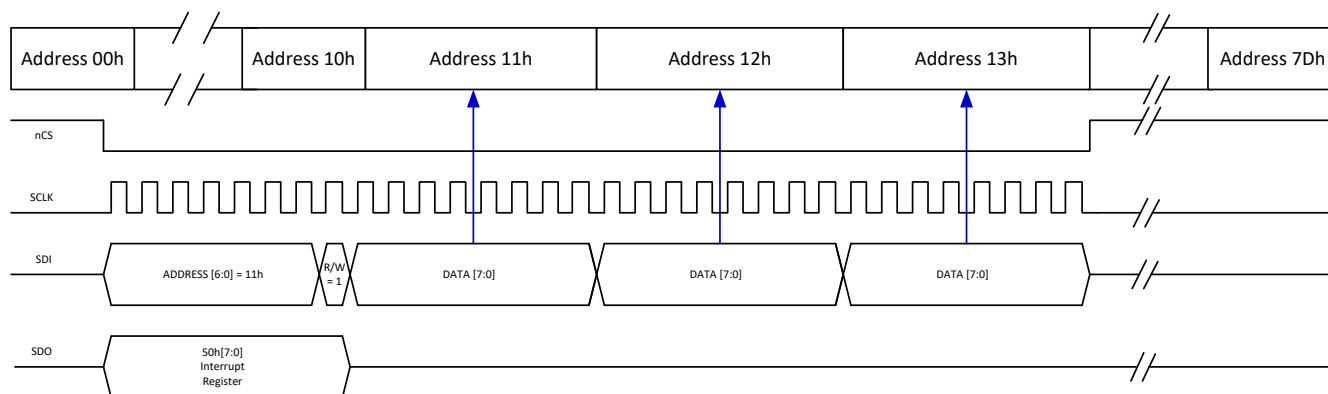 Address 00h
Address 10h
Address 11h
Address 12h
Address 13h
Address 7Dh
nCS
SCLK
SDI
ADDRESS [6:0] = 11h
R/W
= 1
DATA [7:0]
DATA [7:0]
DATA [7:0]
SDO
50h[7:0]
Interrupt
Register